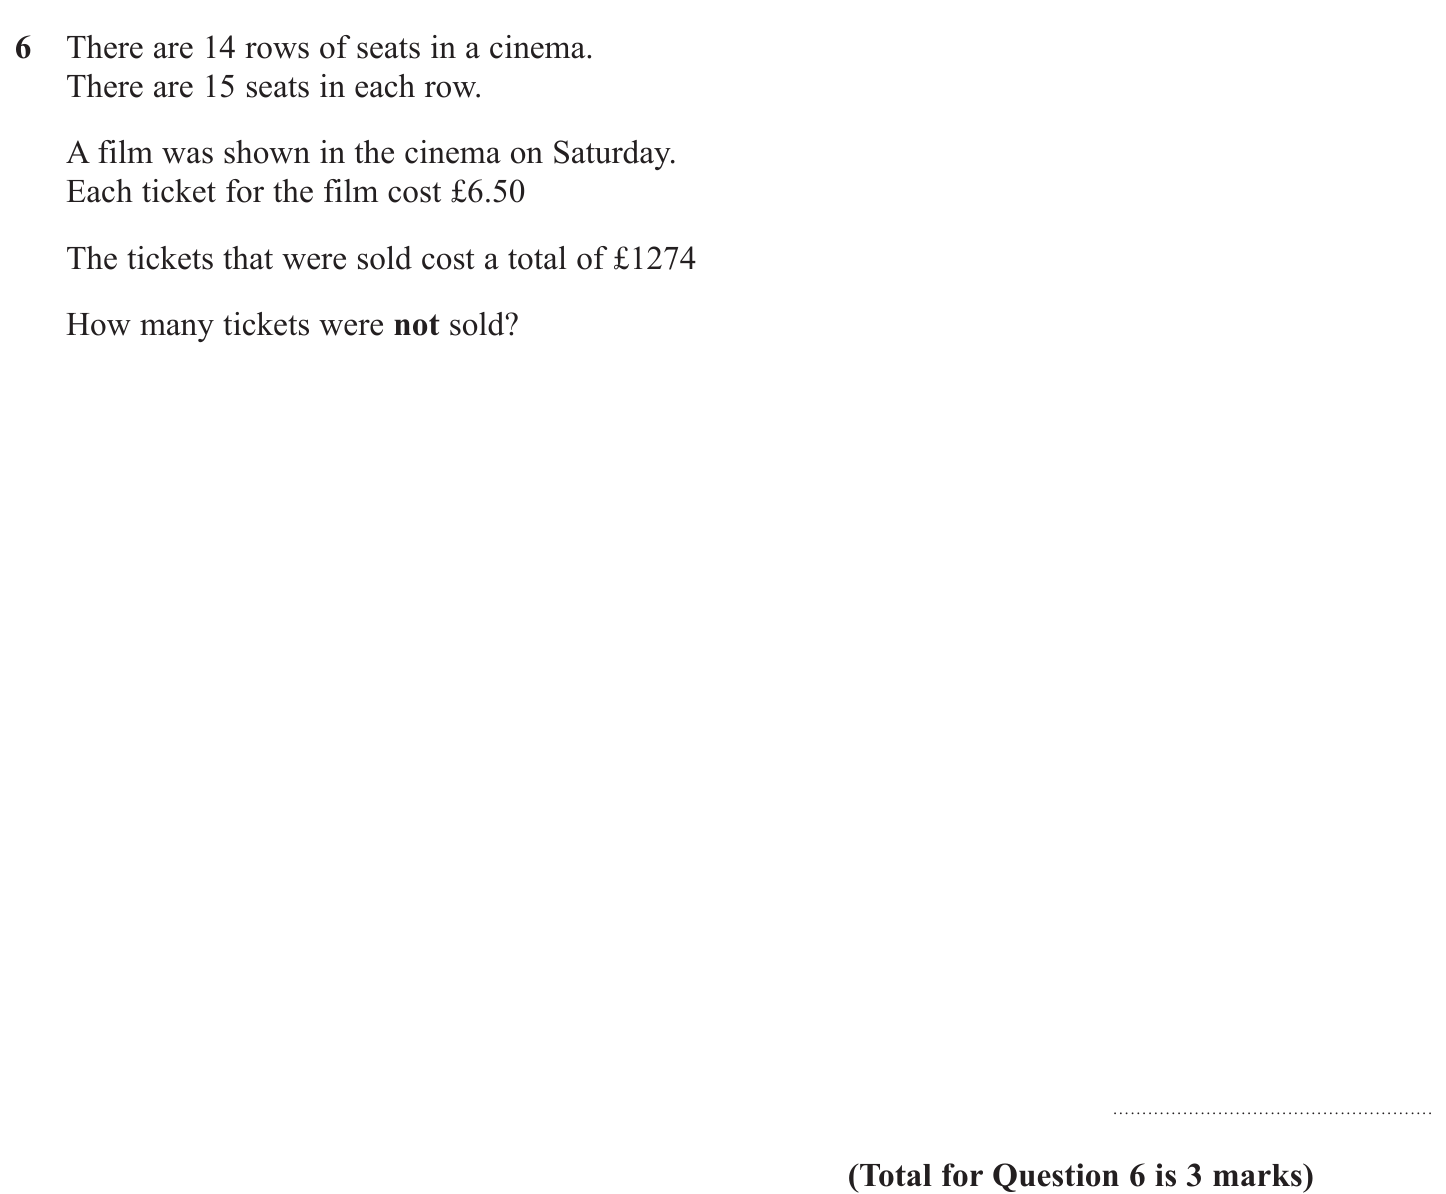 6 There are 14 rows of seats in a cinema.
There are 15 seats in each row.
A film was shown in the cinema on Saturday.
Each ticket for the film cost £6.50
The tickets that were sold cost a total of £1274
How many tickets were not sold?
(Total for Question 6 is 3 marks)